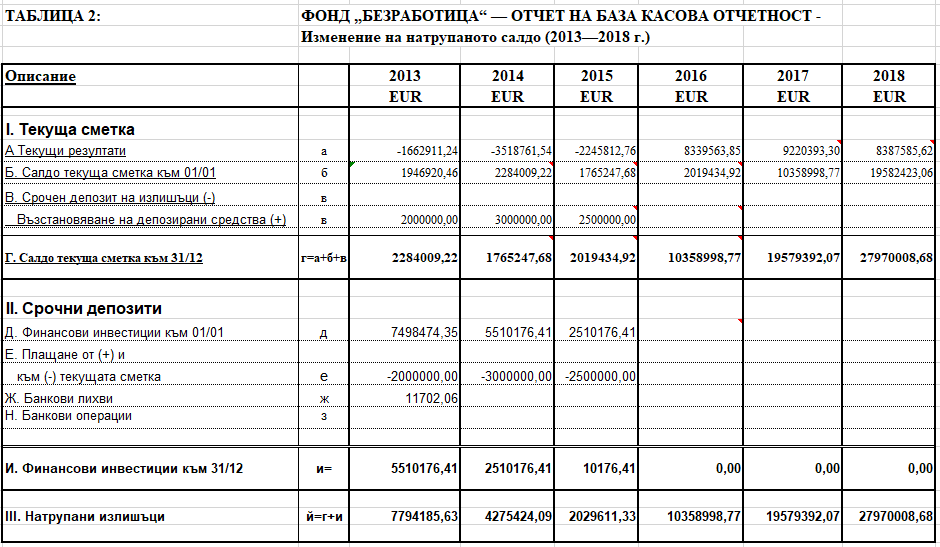 ТАБЛИЦА 2: ФОНД „БЕЗРАБОТИЦА“ — ОТЧЕТ НА БАЗА КАСОВА ОТЧЕТНОСТ -
Изменение на натрупаното салдо (2013—2018 г.)
Описание 2013 2014 2015 2016 2017 2018
EUR EUR EUR EUR EUR EUR
I. Текуща сметка
А Текущи резултати а -1662911,24 -3518761,54 -2245812,76 8339563,85 9220393,30 8387585,62
Б. Салдо текуща сметка към 01/01 б 1946920,46 2284009,22 1765247,68 2019434,92 10358998,77 19582423,06
В. Срочен депозит на излишъци (-) в
Възстановяване на депозирани средства (+) в 2000000,00 3000000,00 2500000,00
Г. Салдо текуща сметка към 31/12 г=а+б+в 2284009,22 1765247,68 2019434,92 10358998,77 19579392,07 27970008,68
II. Срочни депозити
Д. Финансови инвестиции към 01/01 д 7498474,35 5510176,41 2510176,41
Е. Плащане от (+) и
към (-) текущата сметка е -2000000,00 -3000000,00 -2500000,00
Ж. Банкови лихви ж 11702,06
Н. Банкови операции з
И. Финансови инвестиции към 31/12 и= 5510176,41 2510176,41 10176,41 0,00 0,00 0,00
III. Натрупани излишъци й=г+и 7794185,63 4275424,09 2029611,33 10358998,77 19579392,07 27970008,68